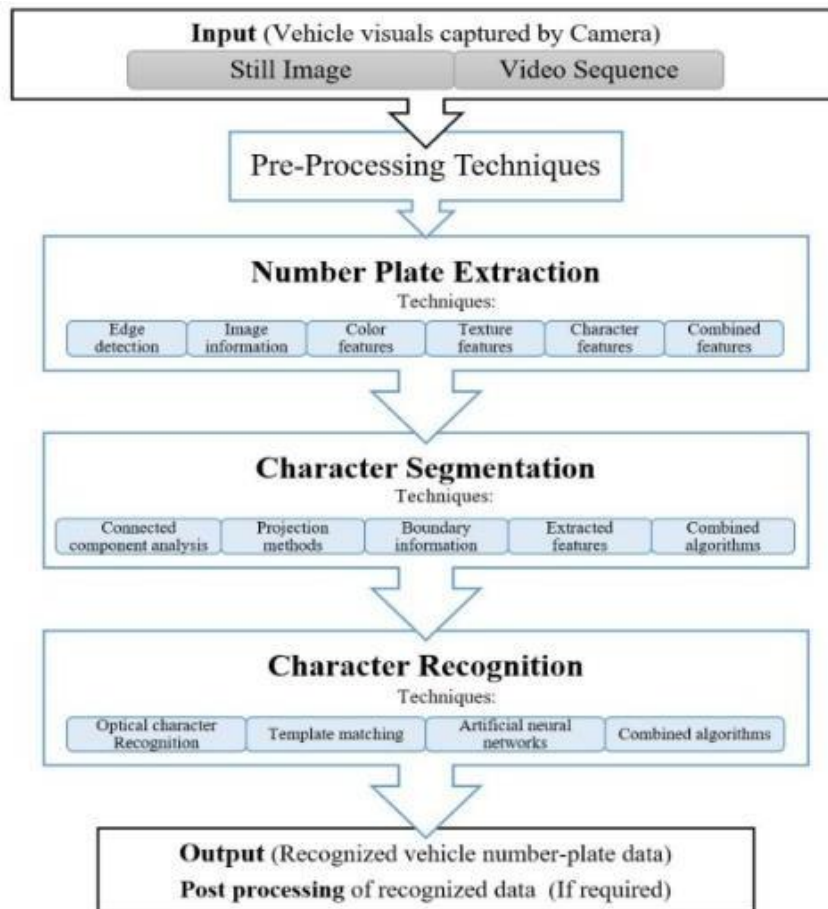 Input (Vehicle visuals captured by Camera)
Still Image
Video Sequence
Pre-Processing Techniques
Number Plate Extraction
Techniques:
Edge
detection
Image
information
Color
features
Texture
features
Character
features
Combined
features
Character Segmentation
Techniques:
Connected
component analysis
Projection
methods
Boundary
information
Extracted
features
Combined
algorithms
Character Recognition
Techniques:
Optical character
Recognition
Template matching
Artificial neural
networks
Combined algorithms
Output (Recognized vehicle number-plate data)
Post processing of recognized data (If required)